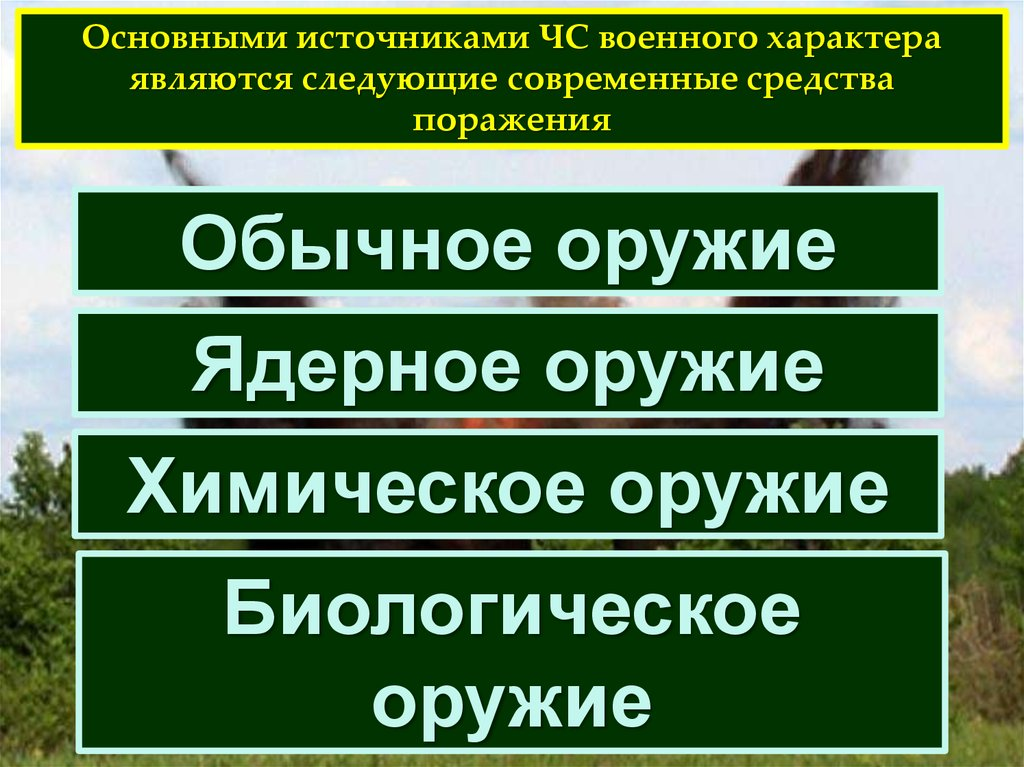 Основными источниками ЧС военного характера
являются следующие современные средства
поражения
Обычное оружие
Ядерное оружие
Химическое оружие
Биологическое
оружие